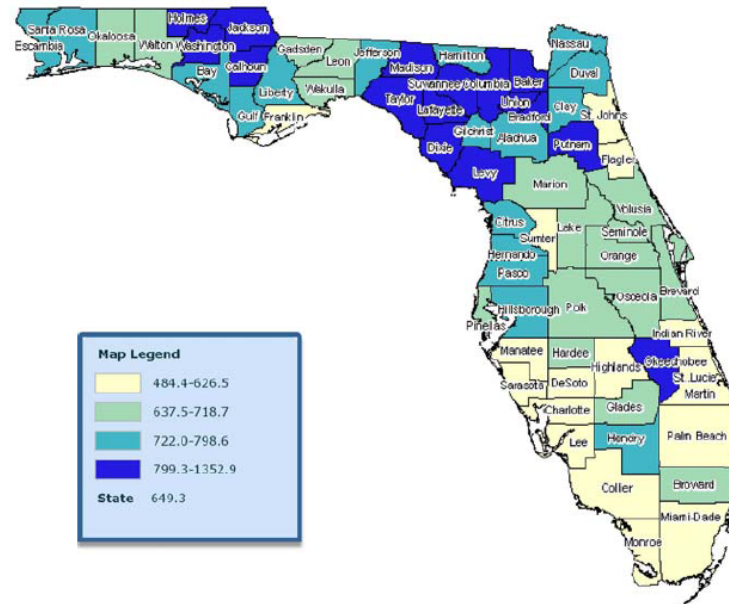 Holmes
Jackson
Santa Rosa
Okaloosa
Escambia
Walton
Washington
Gadsden
Jefferson
Hamilton
Nassau
Leon
Madison
Bay
Calhoun
Duval
Suwannee
Columbia
Baker
Liberty
Wakulla
Taylor
Lafayette
Union
Clay
Gulf
Franklin
Bradford
St. Johns
Gilchrist
Alachua
Dixie
Putnam
Flagler
Levy
Marion
Volusia
Citrus
Lake
Sumter
Seminole
Hernando
Orange
Pasco
Brevard
Hillsborough
Polk
Osceola
Pinellas
Indian River
Manatee
Hardee
Okeechobee
Highlands
St. Lucie
Sarasota
DeSoto
Martin
Charlotte
Glades
Lee
Hendry
Palm Beach
Collier
Broward
Miami-Dade
Monroe
Map Legend
484.4-626.5
637.5-718.7
722.0-798.6
799.3-1352.9
State 649.3